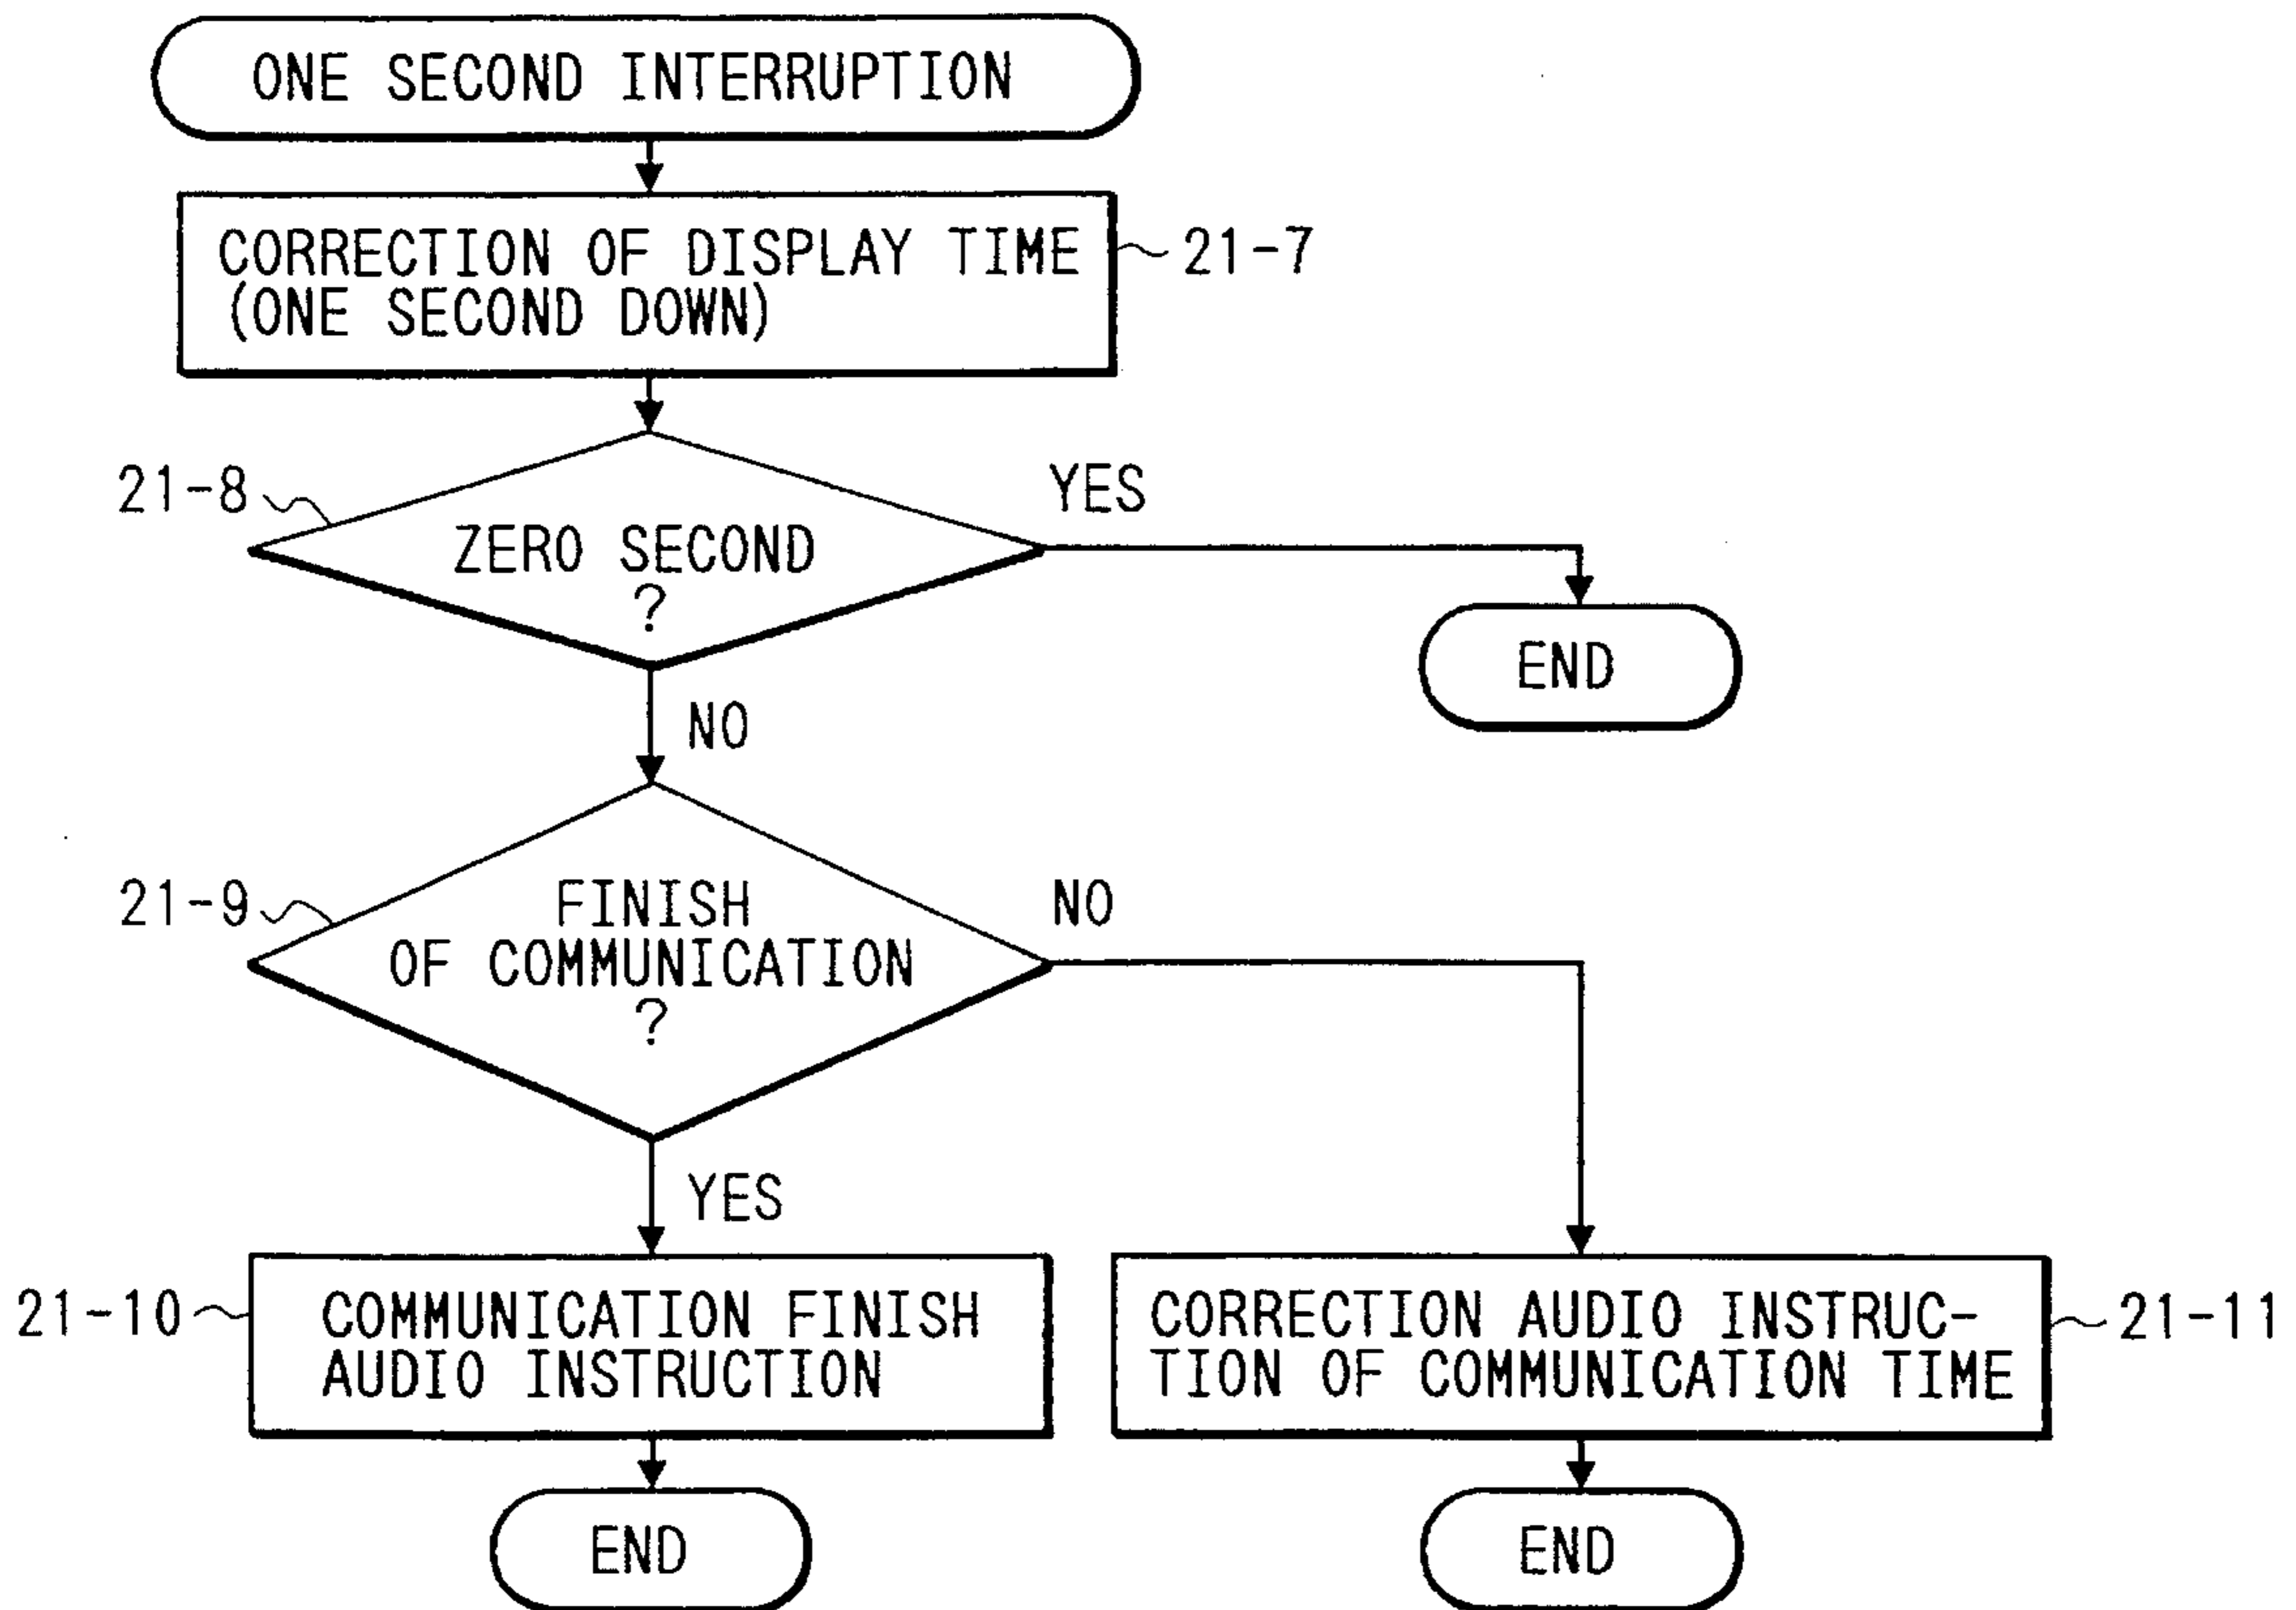 ONE SECOND INTERRUPTION
CORRECTION OF DISPLAY TIME
(ONE SECOND DOWN)
21-7
21-8
YES
ZERO SECOND
?
END
NO
21-9
FINISH
OF COMMUNICATION
?
NO
YES
21-10
COMMUNICATION FINISH
AUDIO INSTRUCTION
CORRECTION AUDIO INSTRUC-
TION OF COMMUNICATION TIME
21-11
END
END